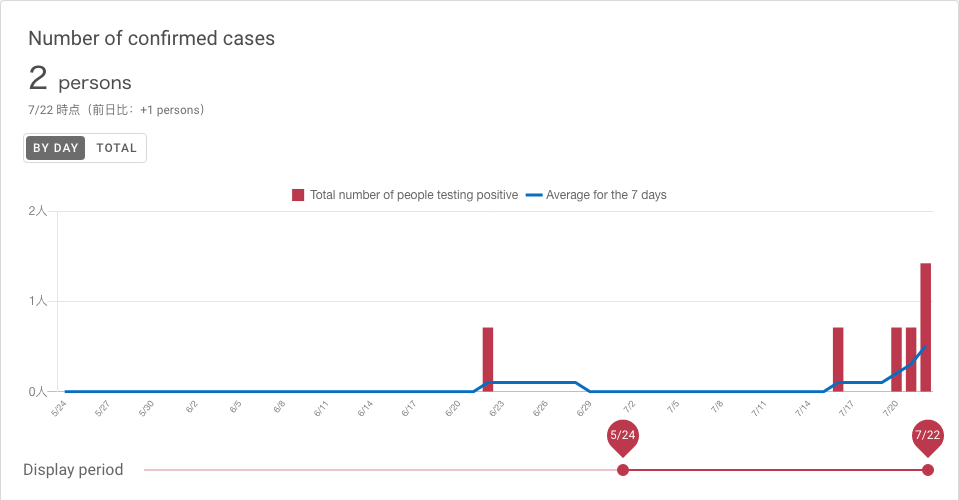 Number of confirmed cases
2 persons
7/22 時点（前日比：+1 persons）
BY DAY TOTAL
Total number of people testing positive Average for the 7 days
2人
1人
0人
5/24 5/27 5/30 6/2 6/5 6/8 6/11 6/14 6/17 6/20 6/23 6/26 6/29 7/2 7/5 7/8 7/11 7/14 7/17 7/20
5/24 7/22
Display period